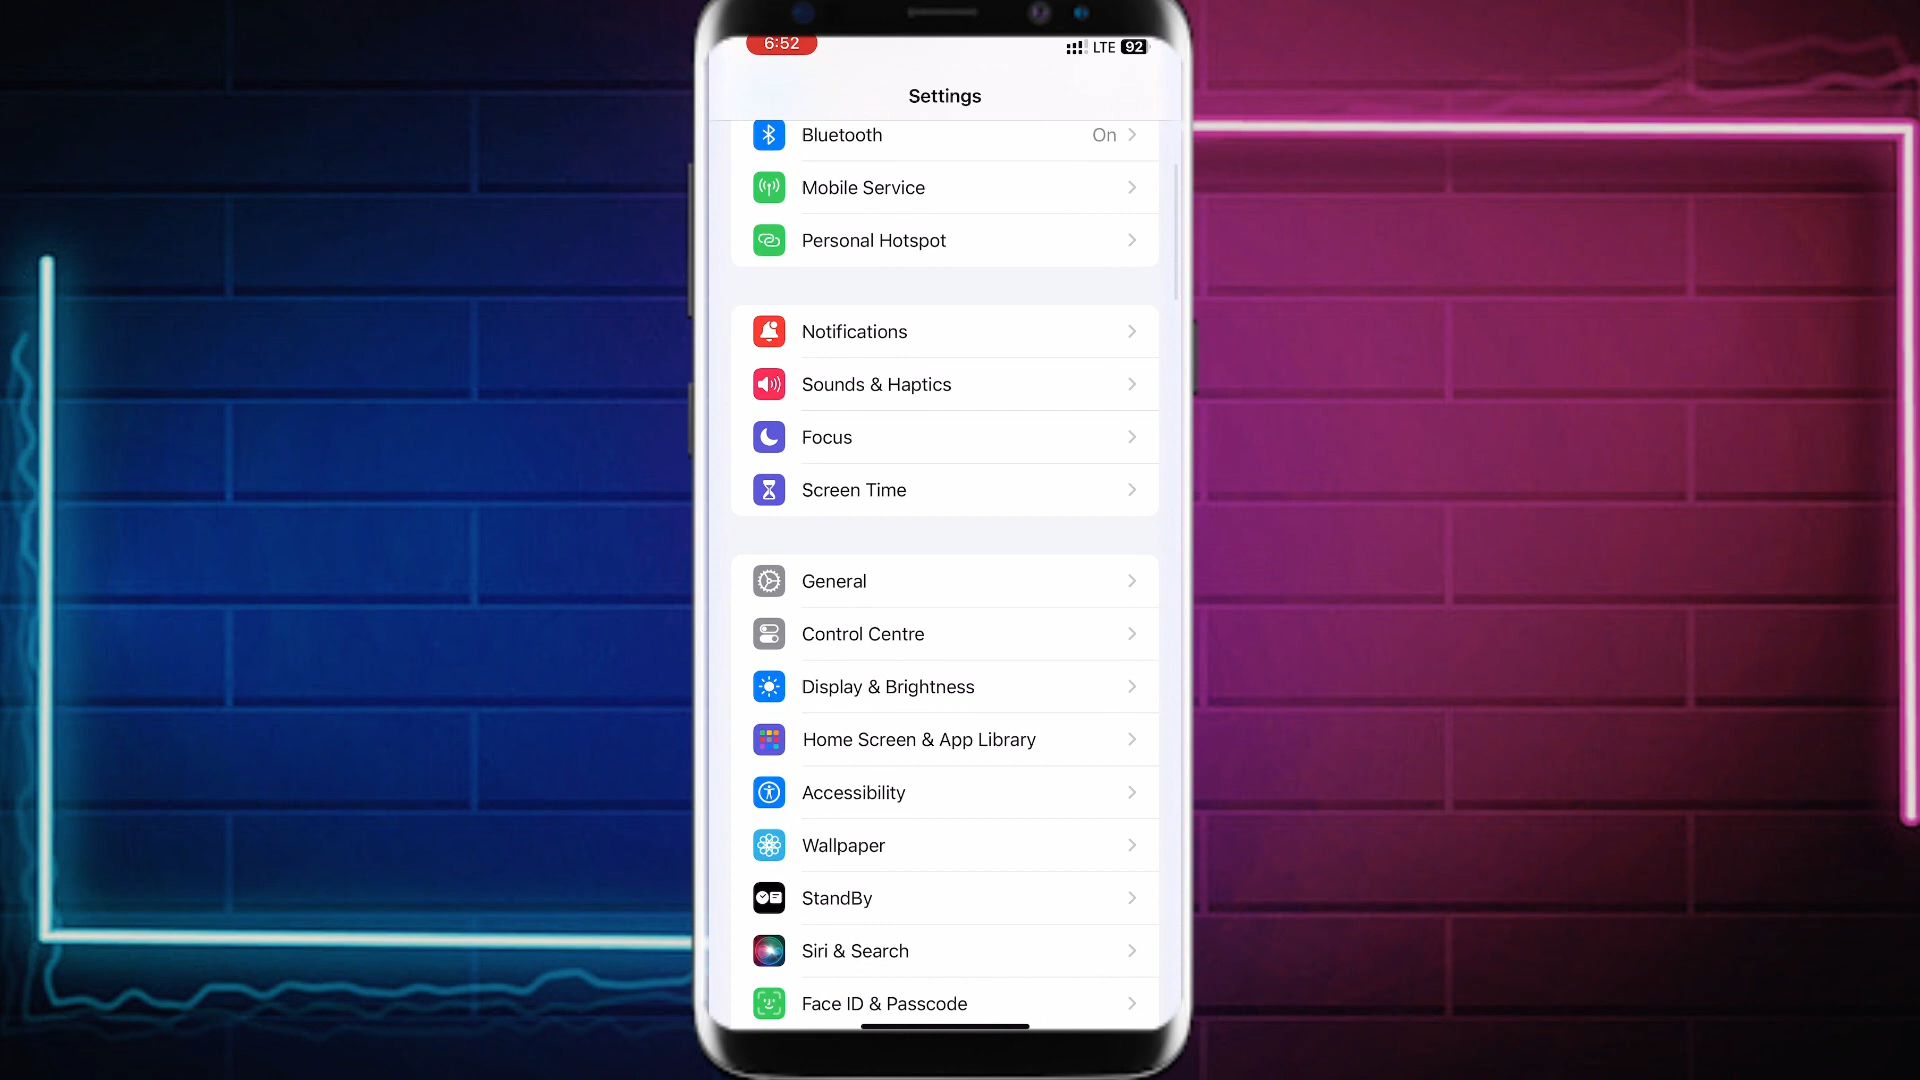 6:52
LTE 92
Settings
Bluetooth On
Mobile Service
Personal Hotspot
Notifications
Sounds & Haptics
Focus
Screen Time
General
Control Centre
Display & Brightness
Home Screen & App Library
Accessibility
Wallpaper
StandBy
Siri & Search
Face ID & Passcode